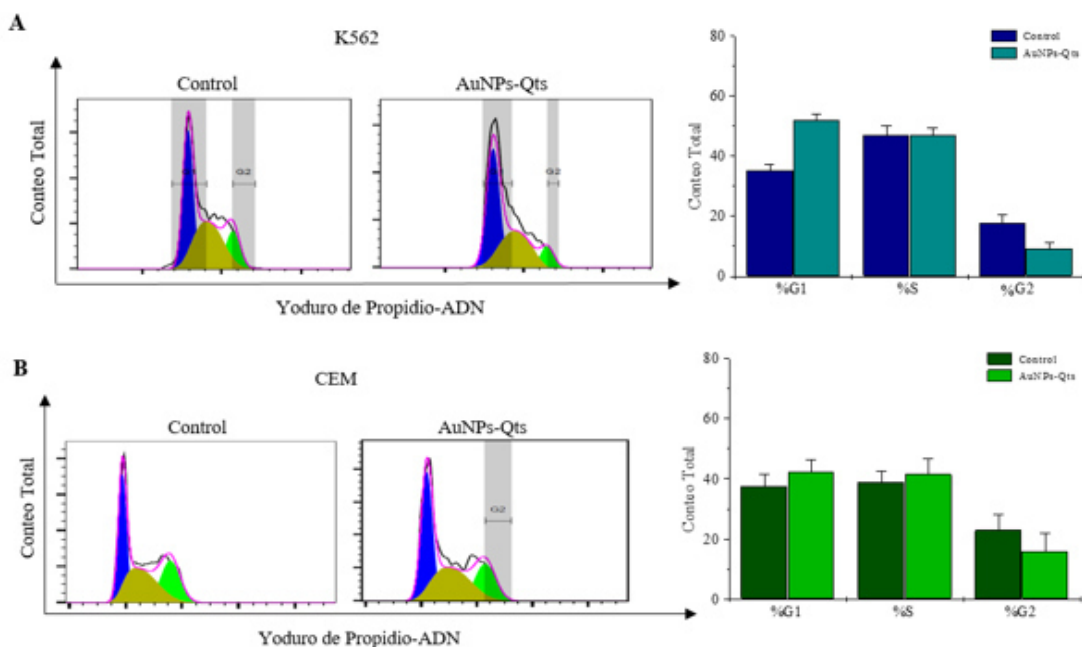 A
K562
Control
AuNPs-Qts
Conteo Total
G2
G2
Yoduro de Propidio-ADN
80
60
40
20
0
Conteo Total
Control
AuNPs-Qts
%G1
%S
%G2
B
CEM
Control
AuNPs-Qts
Conteo Total
G2
Yoduro de Propidio-ADN
80
60
40
20
0
Conteo Total
Control
AuNPs-Qts
%G1
%S
%G2